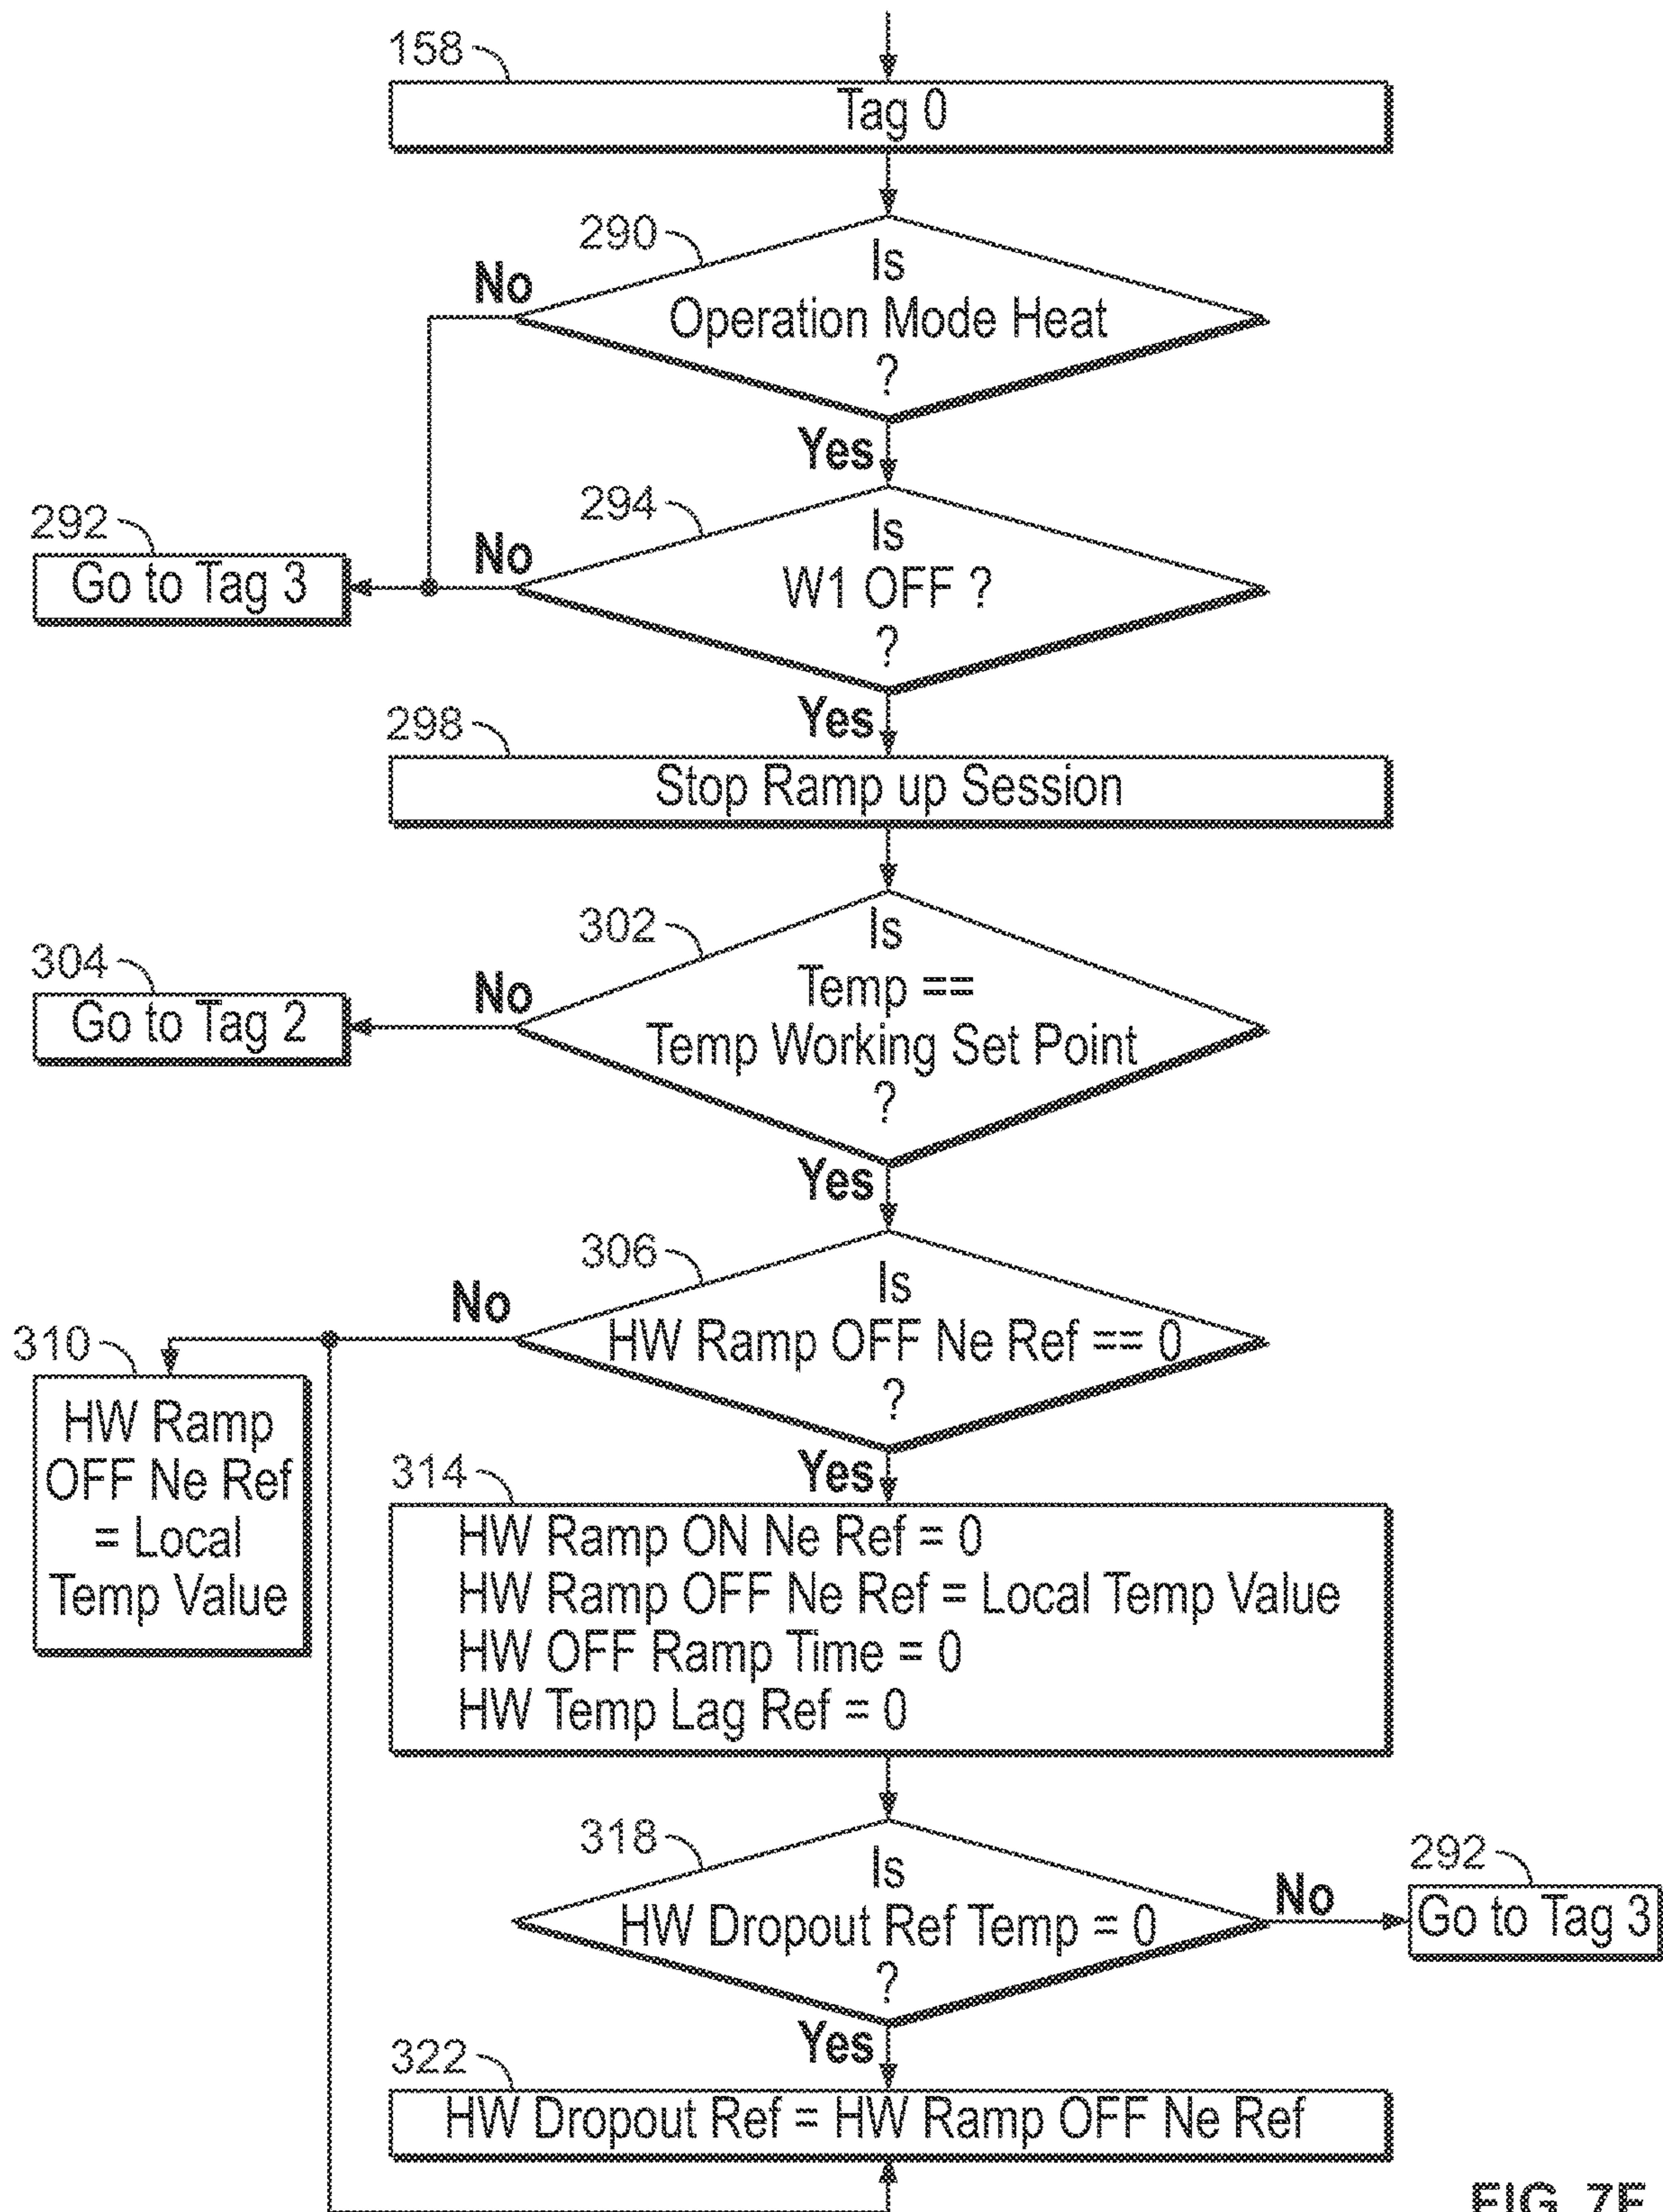 158
Tag 0
290
Is
No
Operation Mode Heat
?
Yes
292
294
Is
No
Go to Tag 3
W1 OFF ?
?
Yes
298
Stop Ramp up Session
302
Is
304
No
Temp ==
Go to Tag 2
Temp Working Set Point
?
Yes
306
Is
No
310
HW Ramp OFF Ne Ref == 0
?
HW Ramp
OFF Ne Ref
= Local
Temp Value
Yes
314
HW Ramp ON Ne Ref = 0
HW Ramp OFF Ne Ref = Local Temp Value
HW OFF Ramp Time = 0
HW Temp Lag Ref = 0
318
Is
292
No
HW Dropout Ref Temp = 0
Go to Tag 3
?
Yes
322
HW Dropout Ref = HW Ramp OFF Ne Ref